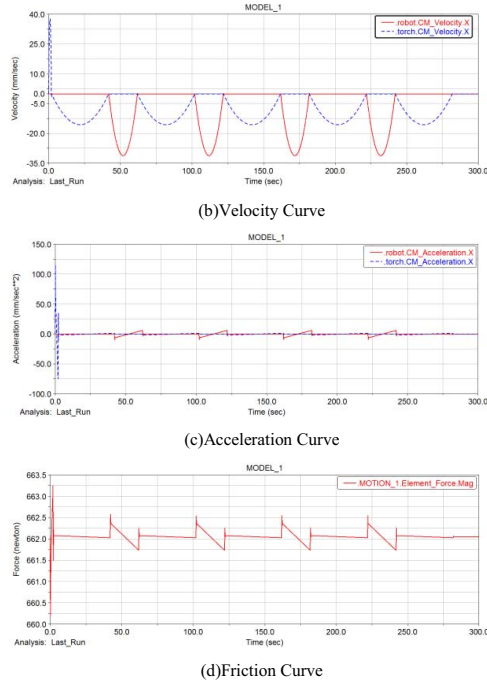 MODEL_1
40.0
20.0
0.0
-5.0
-20.0
-35.0
Velocity (mm/sec)
.robot.CM_Velocity.X
.torch.CM_Velocity.X
0.0 50.0 100.0 150.0 200.0 250.0 300.0
Analysis: Last_Run Time (sec)
(b)Velocity Curve
MODEL_1
150.0
100.0
50.0
0.0
-50.0
-100.0
Acceleration (mm/sec**2)
.robot.CM_Acceleration.X
.torch.CM_Acceleration.X
0.0 50.0 100.0 150.0 200.0 250.0 300.0
Analysis: Last_Run Time (sec)
(c)Acceleration Curve
MODEL_1
663.5
663.0
662.0
661.0
660.5
660.0
Force (newton)
.MOTION_1.Element_Force.Mag
0.0 50.0 100.0 150.0 200.0 250.0 300.0
Analysis: Last_Run Time (sec)
(d)Friction Curve